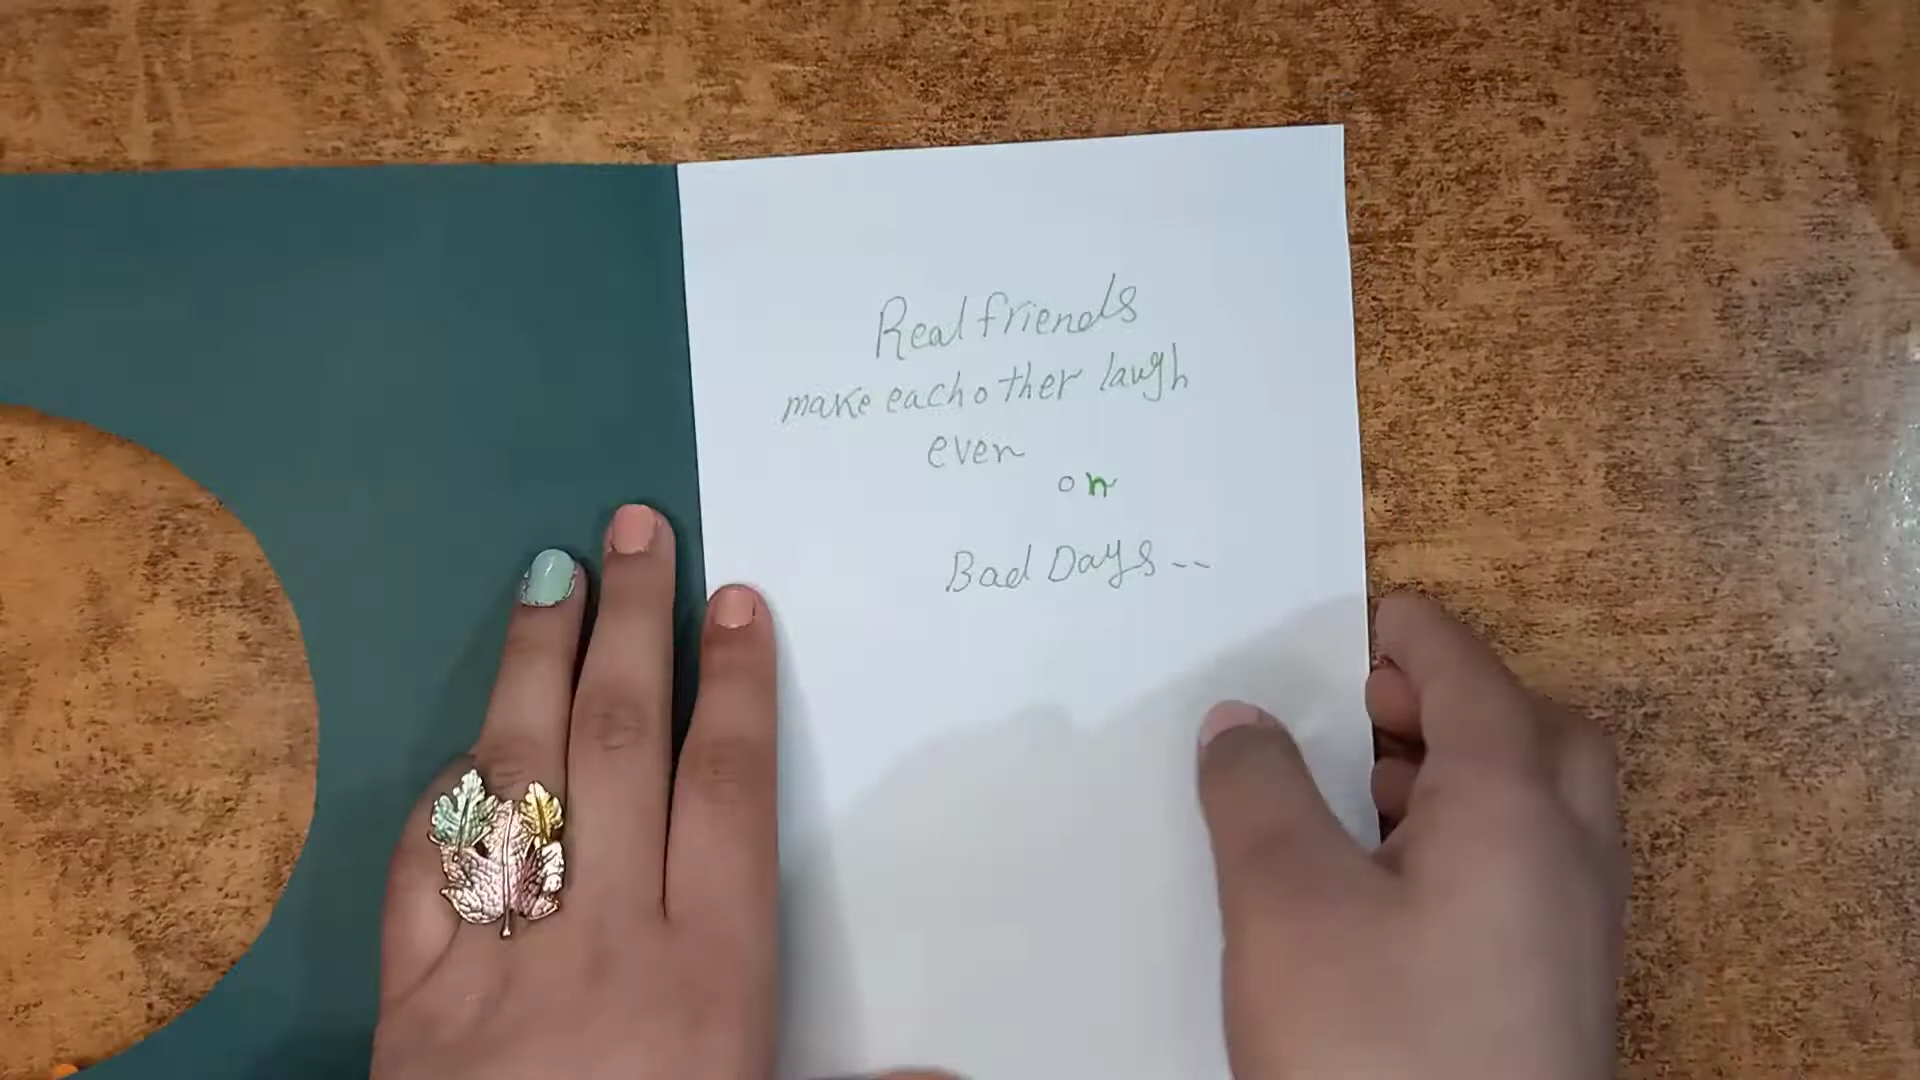 Real friends
make each other laugh
even
on
Bad Days--